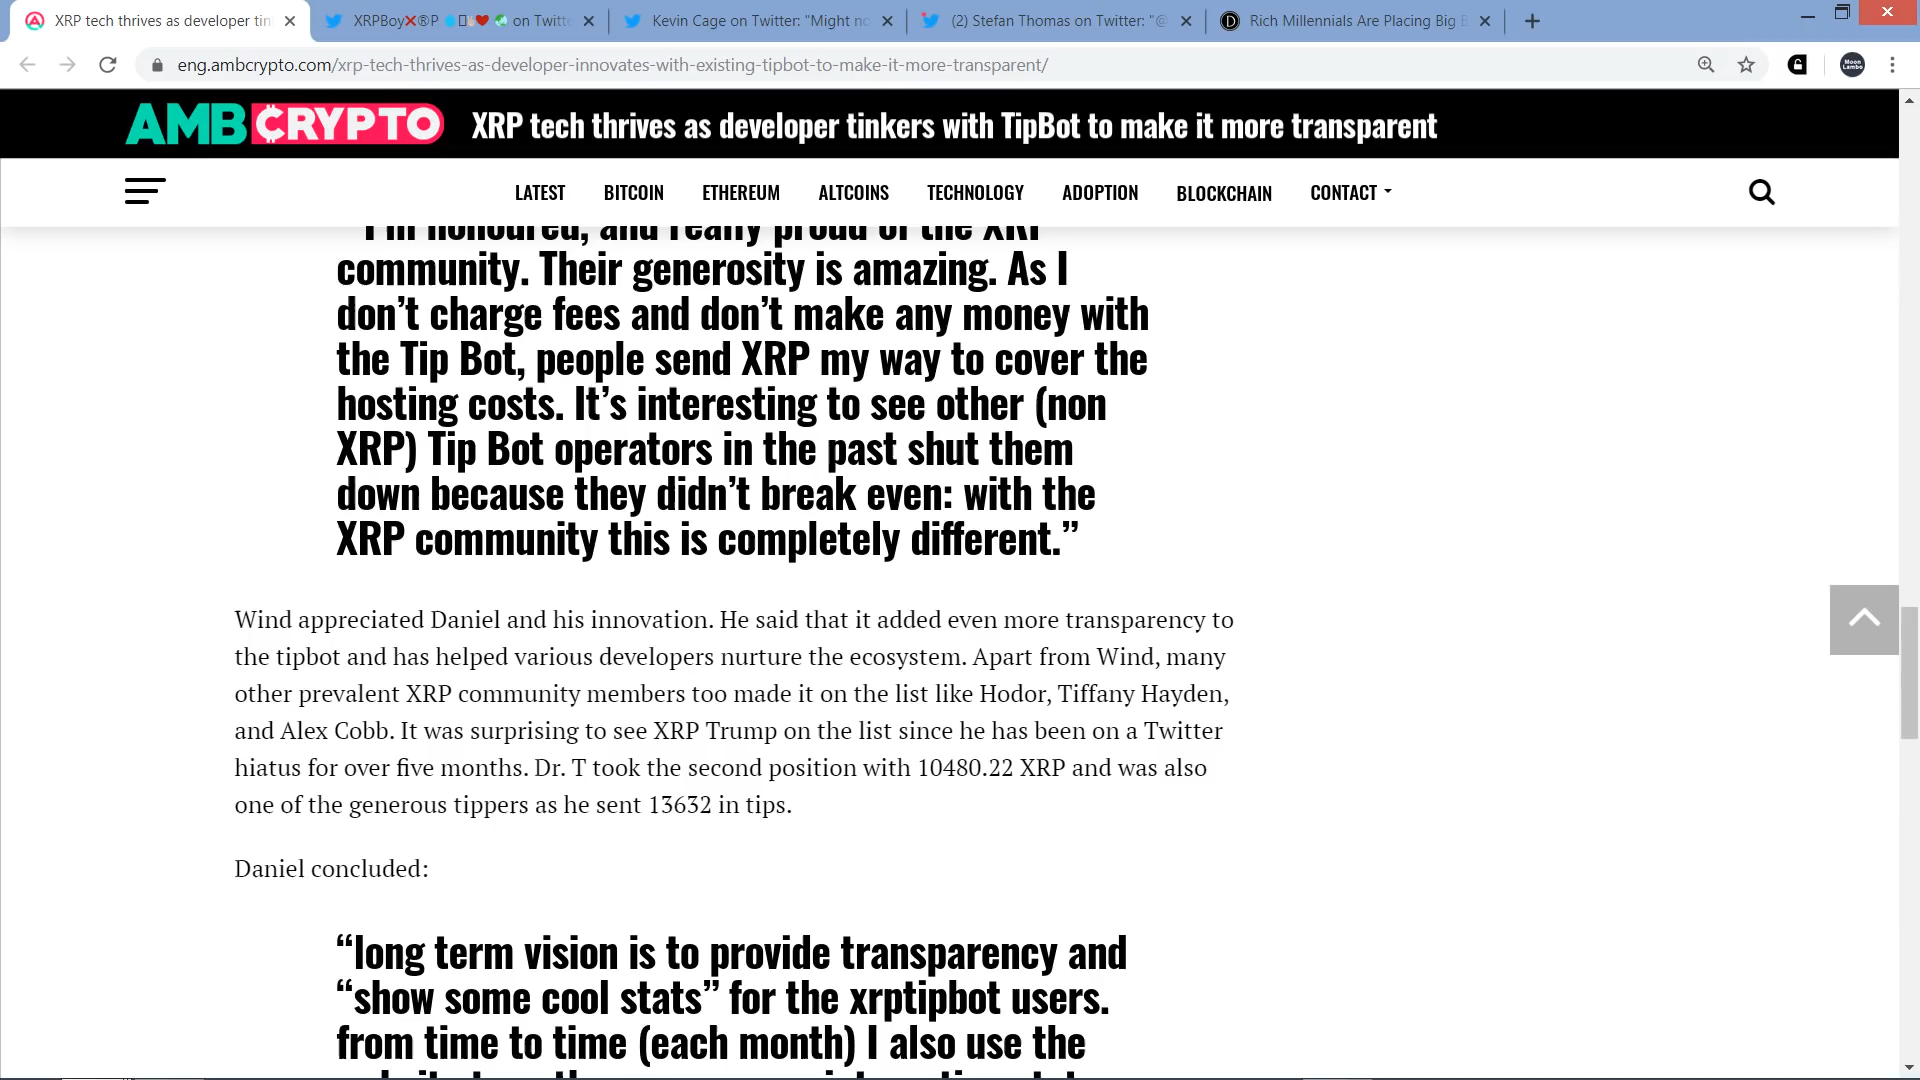 XRP tech thrives as developer tin
XRPBoy❌®P on Twitte
Kevin Cage on Twitter: "Might no
(2) Stefan Thomas on Twitter: "@
Rich Millennials Are Placing Big B
eng.ambcrypto.com/xrp-tech-thrives-as-developer-innovates-with-existing-tipbot-to-make-it-more-transparent/
Moon Lambo
AMBCRYPTO
XRP tech thrives as developer tinkers with TipBot to make it more transparent
LATEST BITCOIN ETHEREUM ALTCOINS TECHNOLOGY ADOPTION BLOCKCHAIN CONTACT
"I'm honoured, and really proud of the XRP
community. Their generosity is amazing. As I
don’t charge fees and don’t make any money with
the Tip Bot, people send XRP my way to cover the
hosting costs. It’s interesting to see other (non
XRP) Tip Bot operators in the past shut them
down because they didn’t break even: with the
XRP community this is completely different.”
Wind appreciated Daniel and his innovation. He said that it added even more transparency to
the tipbot and has helped various developers nurture the ecosystem. Apart from Wind, many
other prevalent XRP community members too made it on the list like Hodor, Tiffany Hayden,
and Alex Cobb. It was surprising to see XRP Trump on the list since he has been on a Twitter
hiatus for over five months. Dr. T took the second position with 10480.22 XRP and was also
one of the generous tippers as he sent 13632 in tips.
Daniel concluded:
“long term vision is to provide transparency and
“show some cool stats” for the xrptipbot users.
from time to time (each month) I also use the